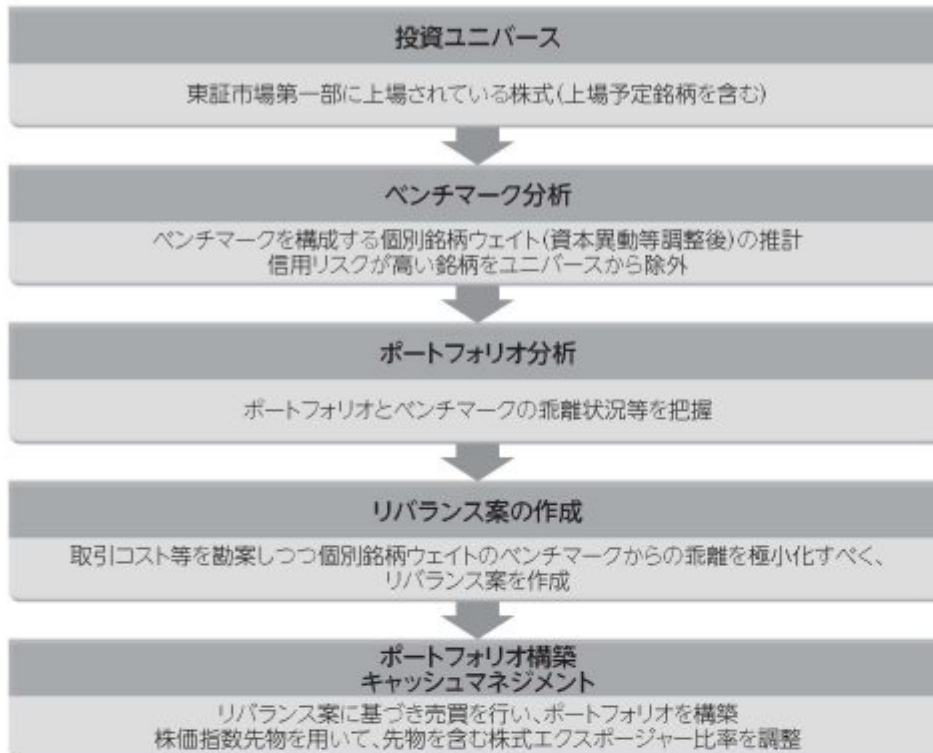 投資ユニバース
東証市場第一部に上場されている株式(上場予定銘柄を含む)
ベンチマーク分析
ベンチマークを構成する個別銘柄ウェイト(資本異動等調整後)の推計
信用リスクが高い銘柄をユニバースから除外
ポートフォリオ分析
ポートフォリオとベンチマークの乖離状況等を把握
リバランス案の作成
取引コスト等を勘案しつつ個別銘柄ウェイトのベンチマークからの乖離を極小化すべく、
リバランス案を作成
ポートフォリオ構築
キャッシュマネジメント
リバランス案に基づき売買を行い、ポートフォリオを構築
株価指数先物を用いて、先物を含む株式エクスポージャー比率を調整